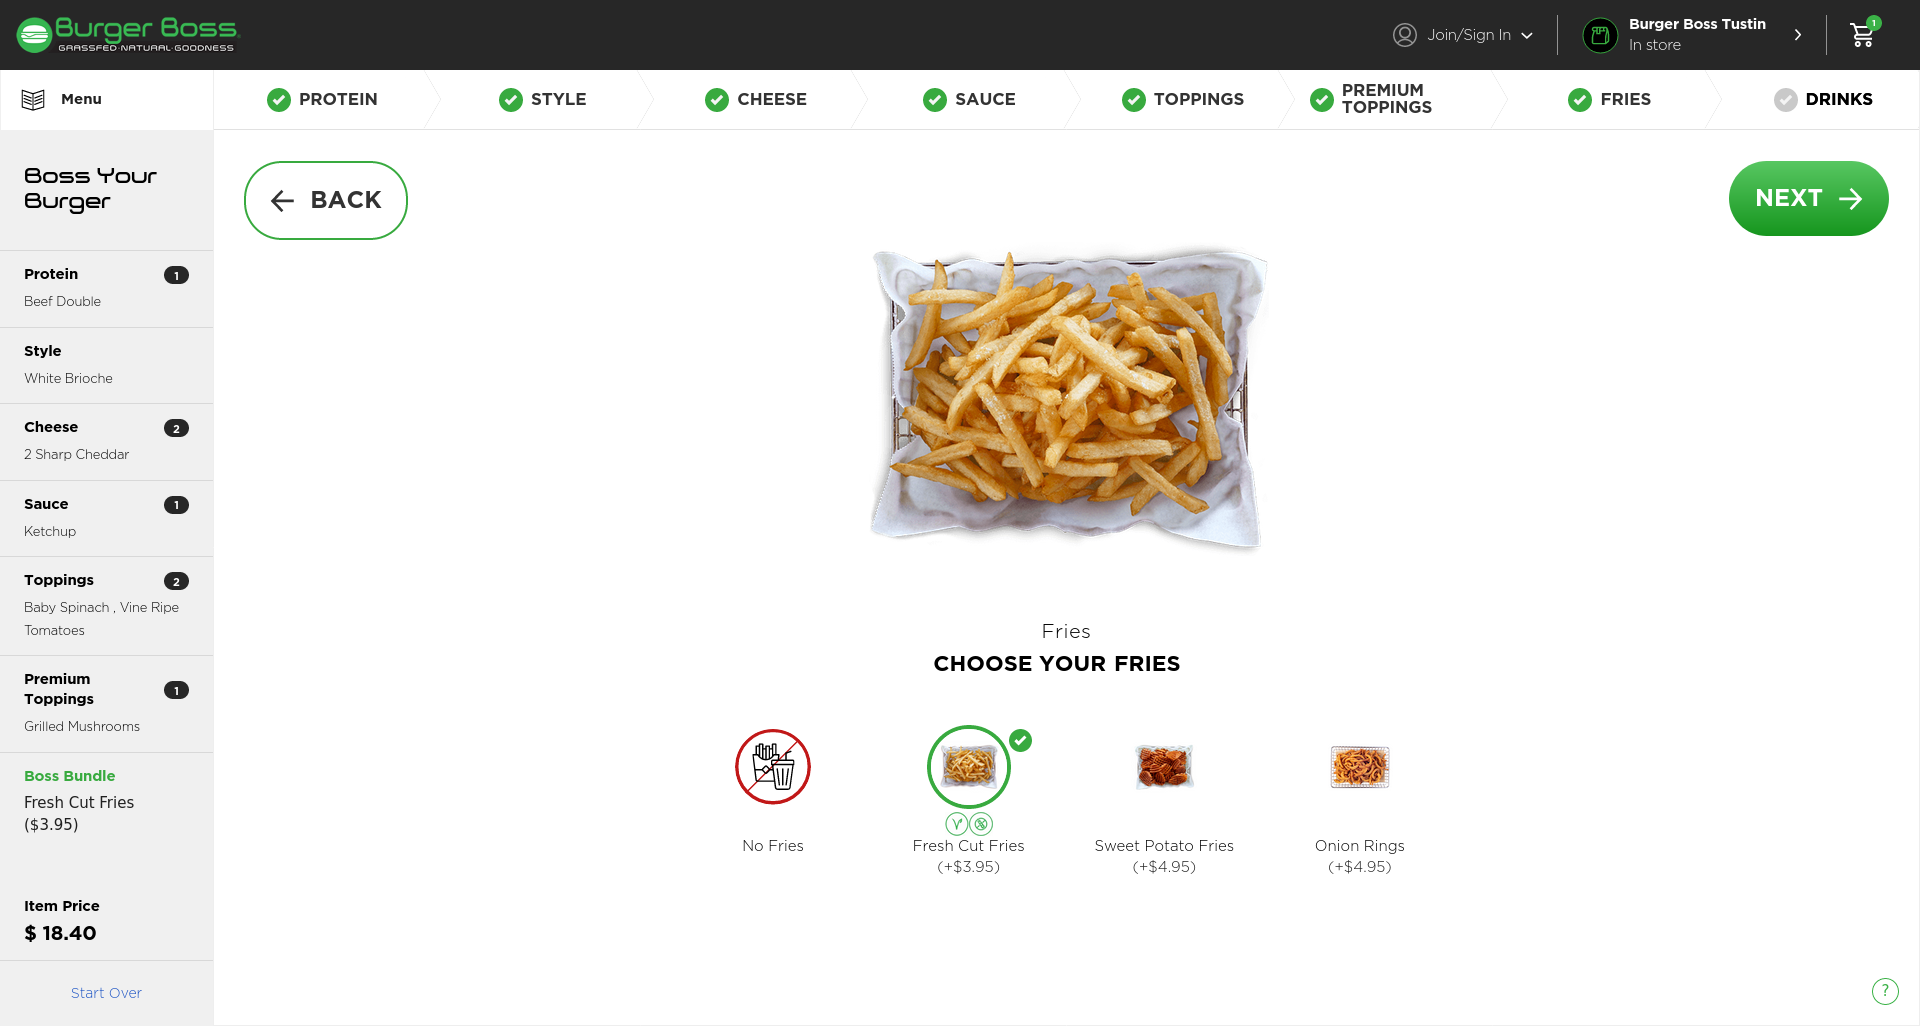 Burger Boss
GRASSFED·NATURAL·GOODNESS
Join/Sign In
Burger Boss Tustin
In store
1
Menu
PROTEIN
STYLE
CHEESE
SAUCE
TOPPINGS
PREMIUM
TOPPINGS
FRIES
DRINKS
Boss Your
Burger
Protein 1
Beef Double
Style
White Brioche
Cheese 2
2 Sharp Cheddar
Sauce 1
Ketchup
Toppings 2
Baby Spinach , Vine Ripe
Tomatoes
Premium
Toppings 1
Grilled Mushrooms
Boss Bundle
Fresh Cut Fries
($3.95)
Item Price
$ 18.40
Start Over
BACK
NEXT
Fries
CHOOSE YOUR FRIES
No Fries
Fresh Cut Fries
(+$3.95)
Sweet Potato Fries
(+$4.95)
Onion Rings
(+$4.95)
?